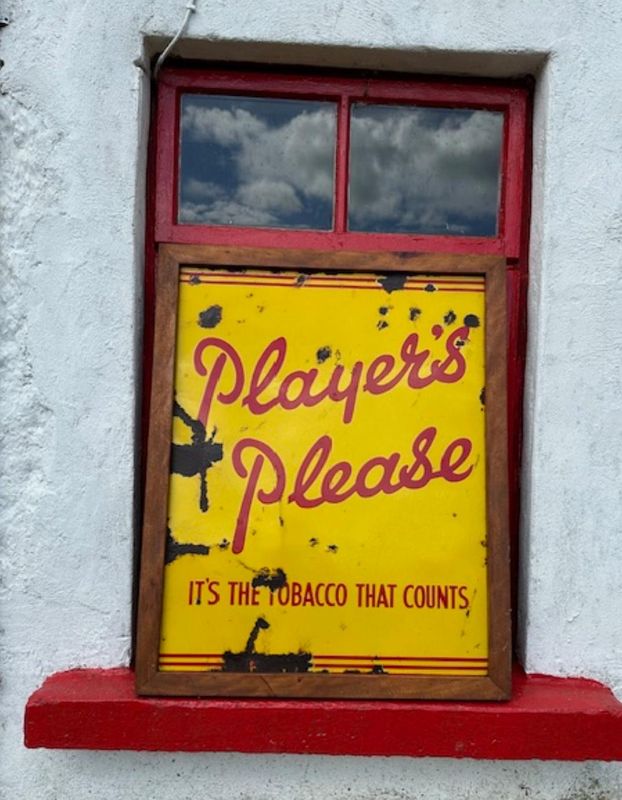 Player's
Please
IT'S THE TOBACCO THAT COUNTS